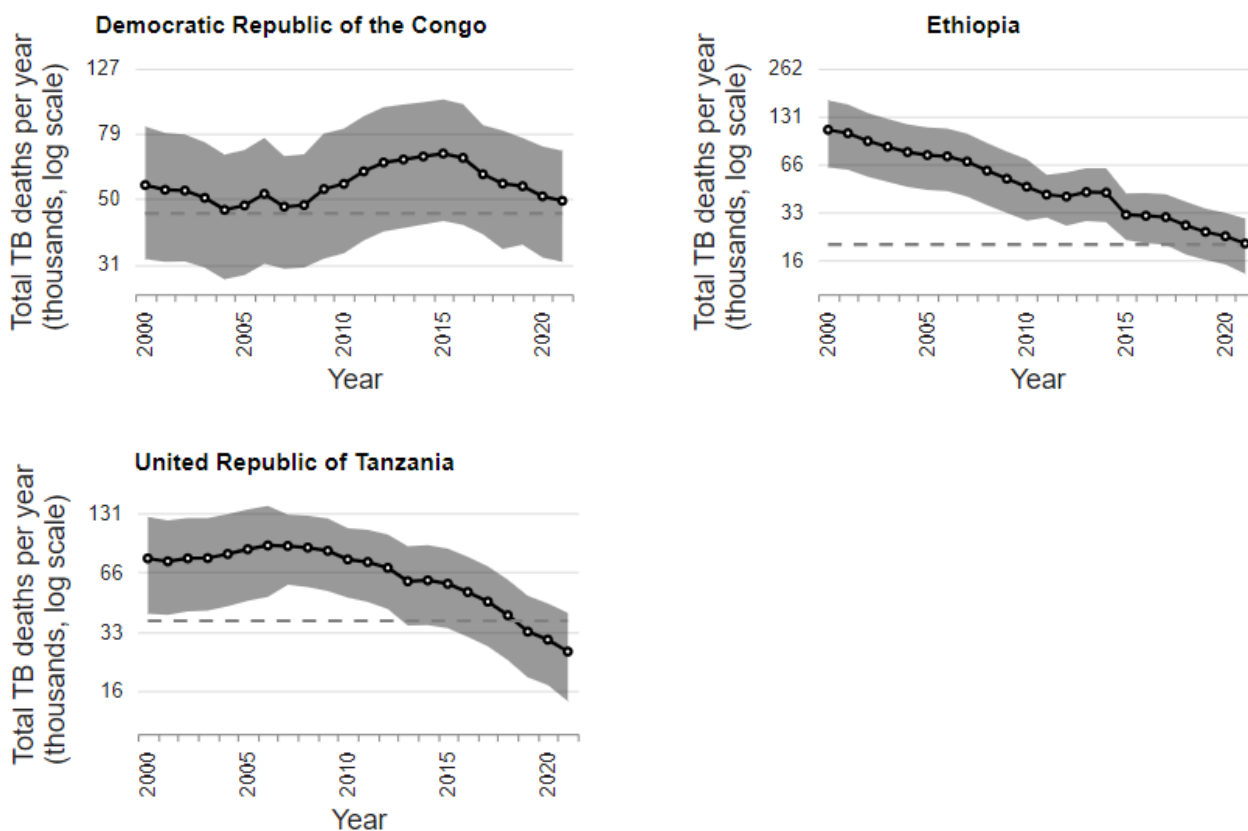 Democratic Republic of the Congo
Total TB deaths per year
(thousands, log scale)
127
79
50
31
2000
2005
2010
2015
2020
Year
Ethiopia
Total TB deaths per year
(thousands, log scale)
262
131
66
33
16
2000
2005
2010
2015
2020
Year
United Republic of Tanzania
Total TB deaths per year
(thousands, log scale)
131
66
33
16
2000
2005
2010
2015
2020
Year